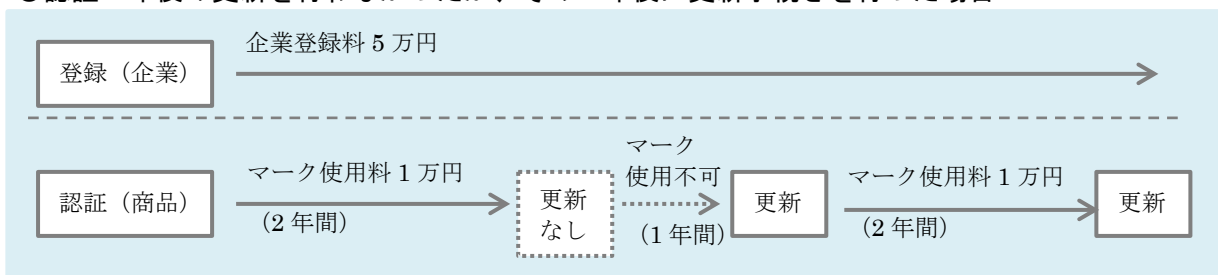 企業登録料 5 万円
登録（企業）
認証（商品）
マーク使用料 1 万円
（2 年間）
更新
なし
マーク
使用不可
（1 年間）
更新
マーク使用料 1 万円
（2 年間）
更新